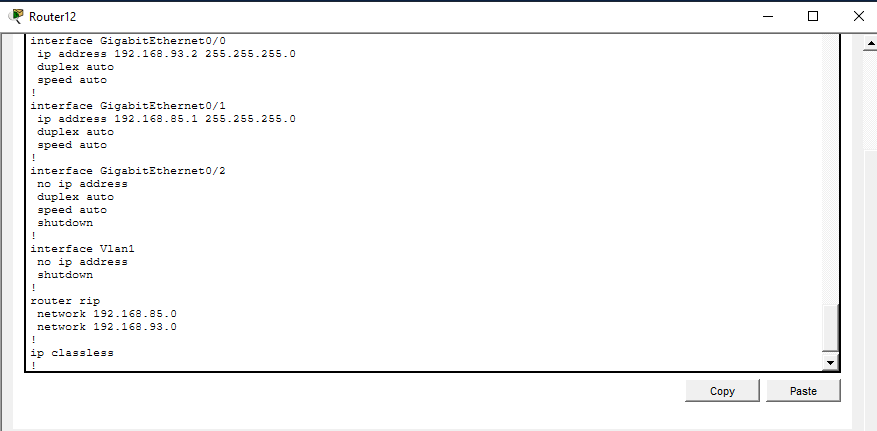 Router12
interface GigabitEthernet0/0
 ip address 192.168.93.2 255.255.255.0
 duplex auto
 speed auto
!
interface GigabitEthernet0/1
 ip address 192.168.85.1 255.255.255.0
 duplex auto
 speed auto
!
interface GigabitEthernet0/2
 no ip address
 duplex auto
 speed auto
 shutdown
!
interface Vlan1
 no ip address
 shutdown
!
router rip
 network 192.168.85.0
 network 192.168.93.0
!
ip classless
!
Copy Paste